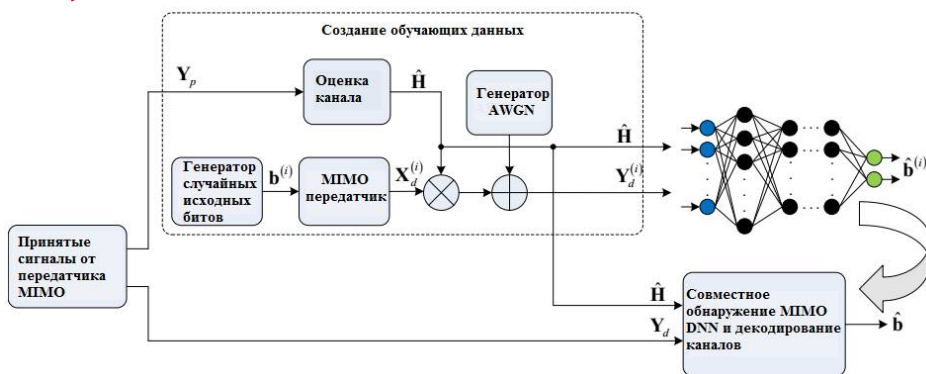 Создание обучающих данных
Y_p
Оценка
канала
Ĥ
Генератор
AWGN
Ĥ
Генератор
случайных
исходных
битов
b^(i)
MIMO
передатчик
X_d^(i)
Y_d^(i)
b̂^(i)
Принятые
сигналы от
передатчика
MIMO
Ĥ
Y_d
Совместное
обнаружение MIMO
DNN и декодирование
каналов
b̂